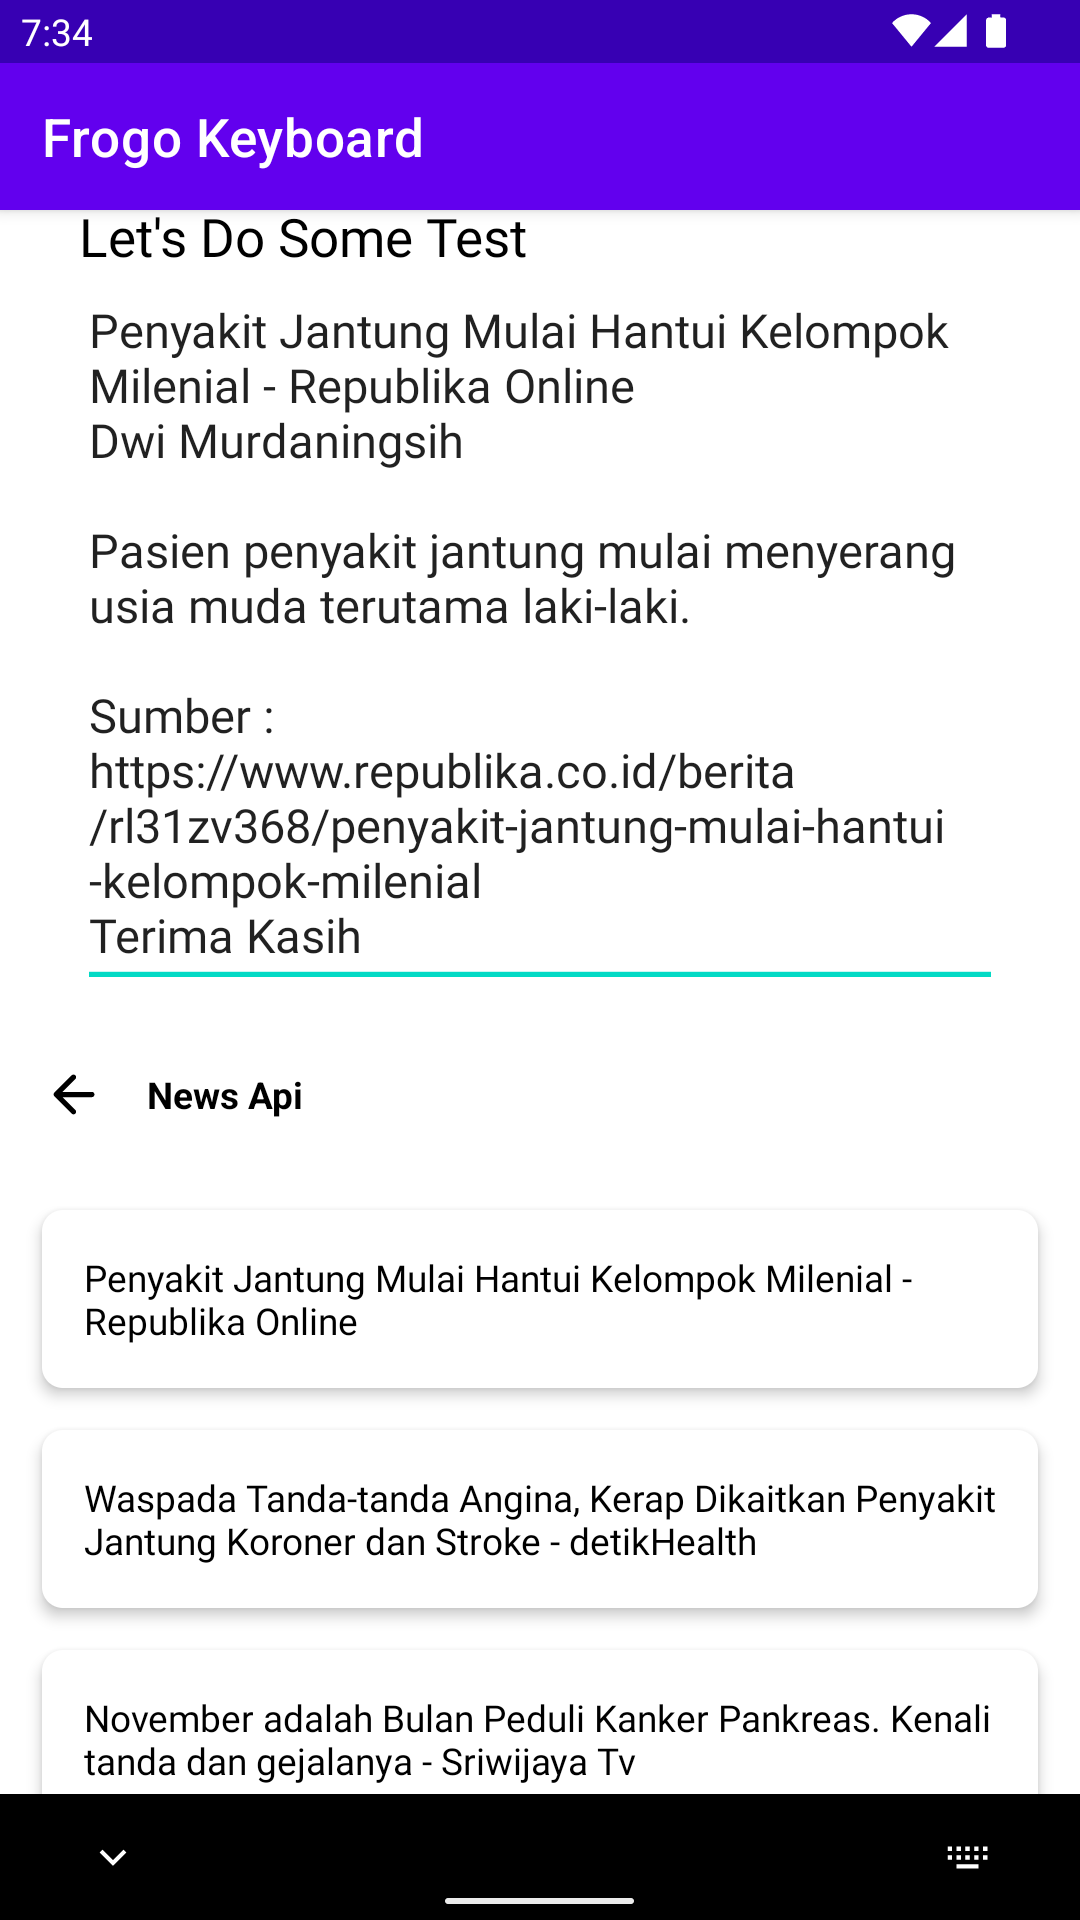 7:34
Frogo Keyboard
Let's Do Some Test
Penyakit Jantung Mulai Hantui Kelompok
Milenial - Republika Online
Dwi Murdaningsih
Pasien penyakit jantung mulai menyerang
usia muda terutama laki-laki.
Sumber :
https://www.republika.co.id/berita
/rl31zv368/penyakit-jantung-mulai-hantui
-kelompok-milenial
Terima Kasih
News Api
Penyakit Jantung Mulai Hantui Kelompok Milenial -
Republika Online
Waspada Tanda-tanda Angina, Kerap Dikaitkan Penyakit
Jantung Koroner dan Stroke - detikHealth
November adalah Bulan Peduli Kanker Pankreas. Kenali
tanda dan gejalanya - Sriwijaya Tv